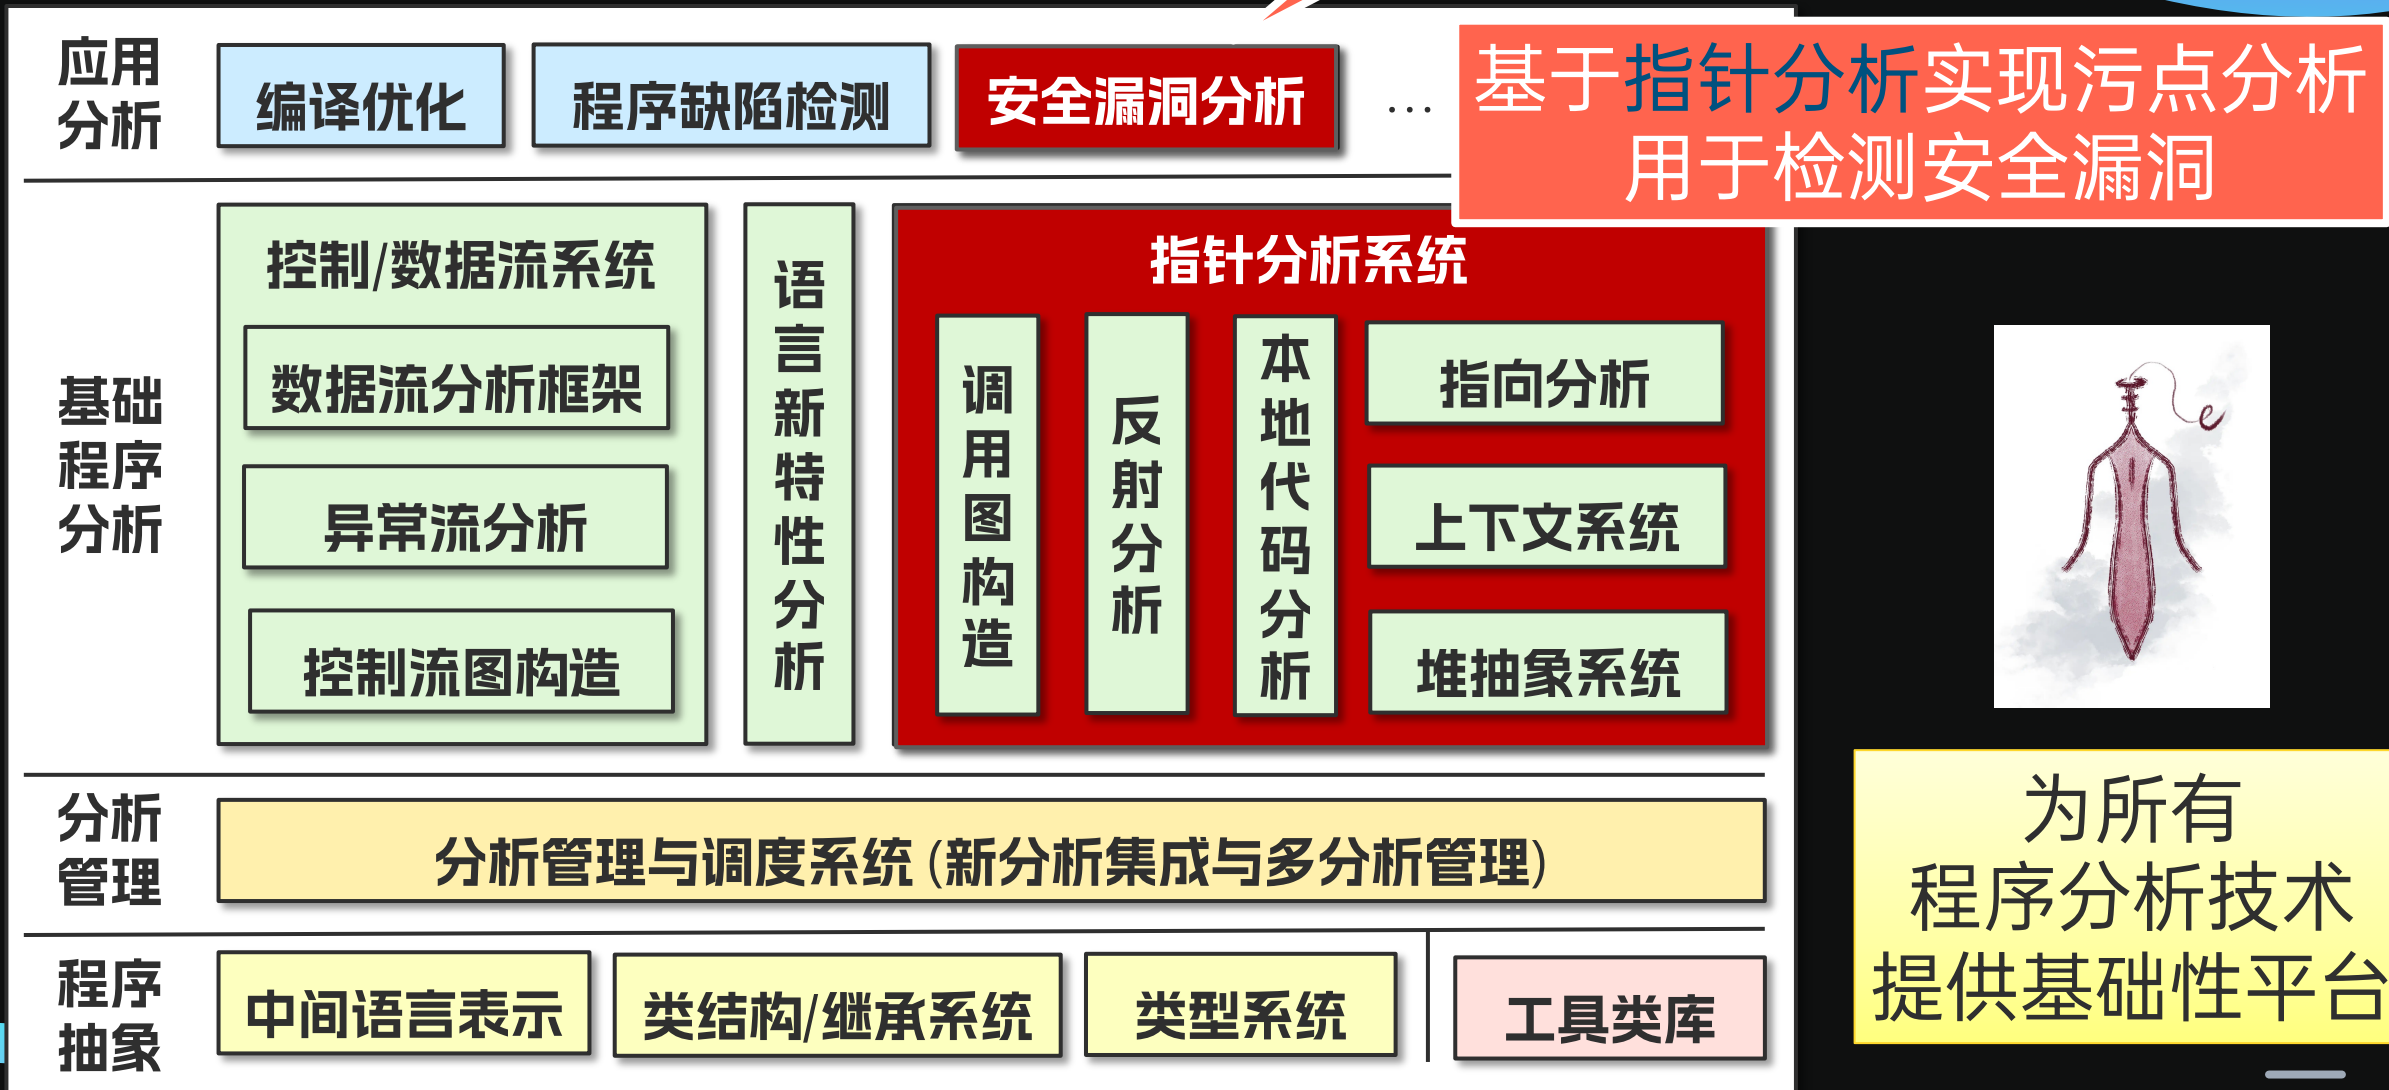 应用
分析
编译优化
程序缺陷检测
安全漏洞分析
...
基于指针分析实现污点分析
用于检测安全漏洞
基础
程序
分析
控制/数据流系统
数据流分析框架
异常流分析
控制流图构造
语言新特性分析
指针分析系统
调用图构造
反射分析
本地代码分析
指向分析
上下文系统
堆抽象系统
分析
管理
分析管理与调度系统 (新分析集成与多分析管理)
程序
抽象
中间语言表示
类结构/继承系统
类型系统
工具类库
为所有
程序分析技术
提供基础性平台